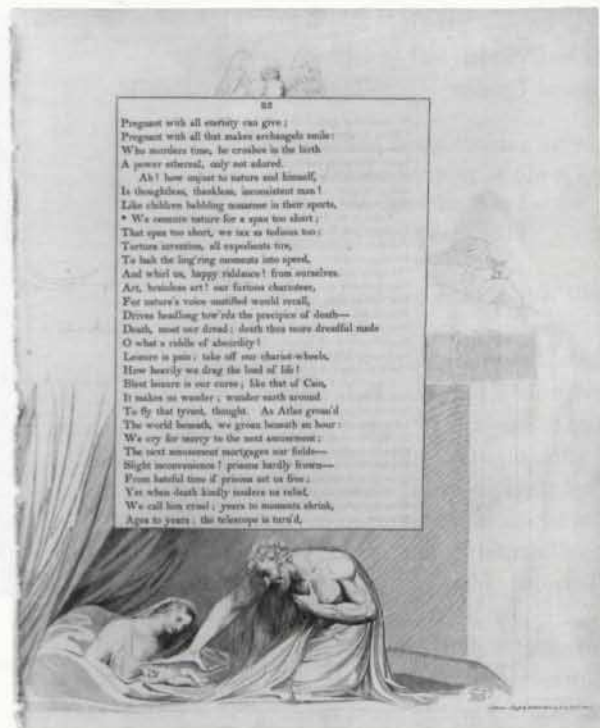 22
Pregnant with all eternity can give;
Pregnant with all that makes archangels smile:
Who murders time, he crushes in the birth
A power ethereal, only not adored.
Ah! how unjust to nature and himself,
Is thoughtless, thankless, inconsistent man!
Like children babbling nonsense in their sports,
* We censure nature for a span too short;
That span too short, we tax as tedious too:
Torture invention, all expedients tire,
To lash the ling'ring moments into speed,
And whirl us, happy riddance! from ourselves.
Art, brainless art! our furious charioteer,
For nature's voice unstifled would recall,
Drives headlong tow'rds the precipice of death—
Death, most our dread; death thus more dreadful made
O what a riddle of absurdity!
Leisure is pain; take off our chariot-wheels,
How heavily we drag the load of life!
Blest leisure is our curse; like that of Cain,
It makes us wander; wander earth around
To fly that tyrant, thought. As Atlas groan'd
The world beneath, we groan beneath an hour:
We cry for mercy to the next amusement;
The next amusement mortgages our fields—
Slight inconvenience! prisons hardly frown—
From hateful time if prisons set us free;
Yet when death kindly tenders us relief,
We call him cruel; years to moments shrink,
Ages to years: the telescope is turn'd,